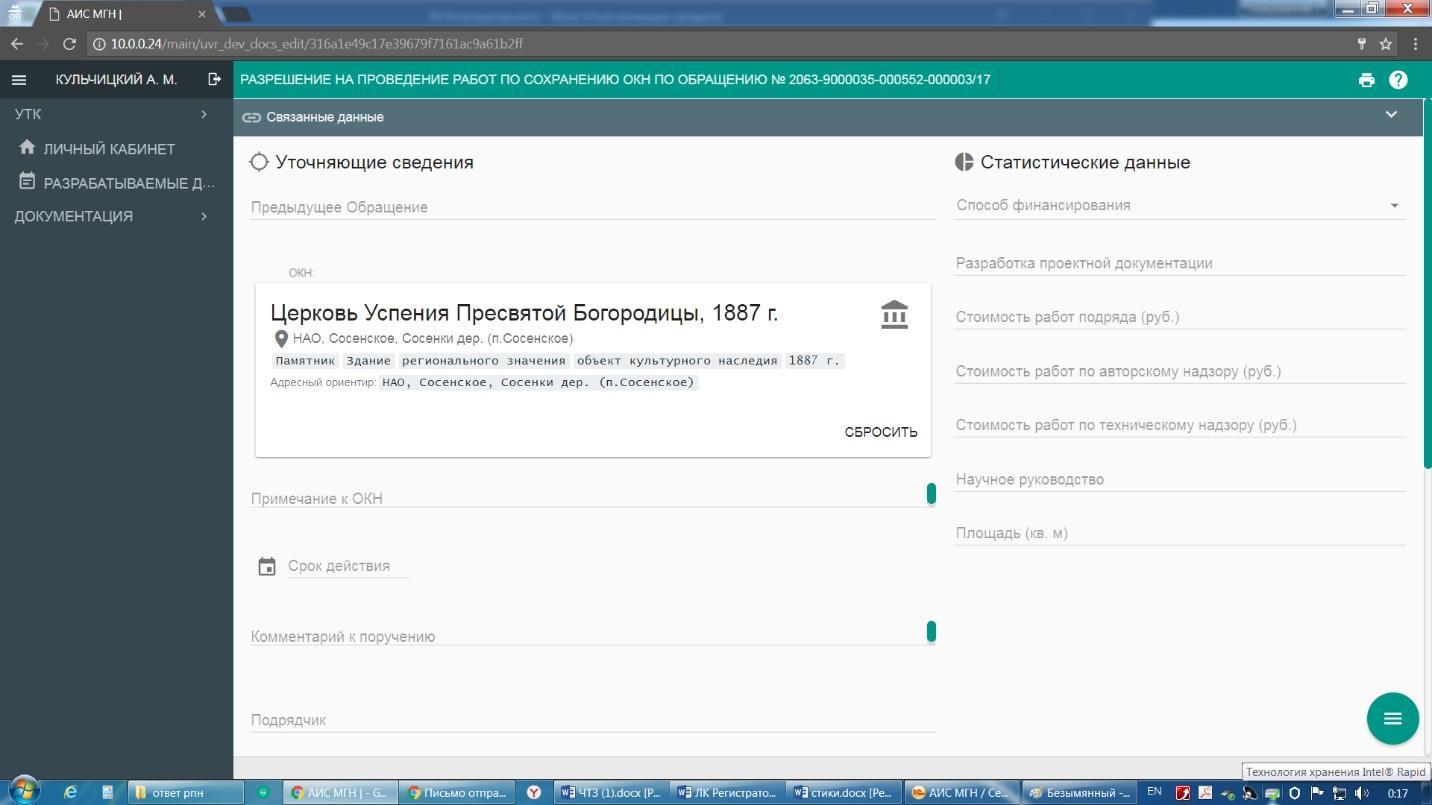 АИС МГН |
10.0.0.24/main/uvr_dev_docs_edit/316a1e49c17e39679f7161ac9a61b2ff
КУЛЬЧИЦКИЙ А. М.
РАЗРЕШЕНИЕ НА ПРОВЕДЕНИЕ РАБОТ ПО СОХРАНЕНИЮ ОКН ПО ОБРАЩЕНИЮ № 2063-9000035-000552-000003/17
УТК
ЛИЧНЫЙ КАБИНЕТ
РАЗРАБАТЫВАЕМЫЕ Д...
ДОКУМЕНТАЦИЯ
Связанные данные
Уточняющие сведения
Предыдущее Обращение
ОКН:
Церковь Успения Пресвятой Богородицы, 1887 г.
НАО, Сосенское, Сосенки дер. (п.Сосенское)
Памятник Здание регионального значения объект культурного наследия 1887 г.
Адресный ориентир: НАО, Сосенское, Сосенки дер. (п.Сосенское)
СБРОСИТЬ
Примечание к ОКН
Срок действия
Комментарий к поручению
Подрядчик
Статистические данные
Способ финансирования
Разработка проектной документации
Стоимость работ подряда (руб.)
Стоимость работ по авторскому надзору (руб.)
Стоимость работ по техническому надзору (руб.)
Научное руководство
Площадь (кв. м)
Технология хранения Intel® Rapid
ответ рпн
АИС МГН | - G...
Письмо отпра...
ЧТЗ (1).docx [Р...
ЛК Регистрато...
стики.docx [Ре...
АИС МГН / Се...
Безымянный -...
EN
0:17